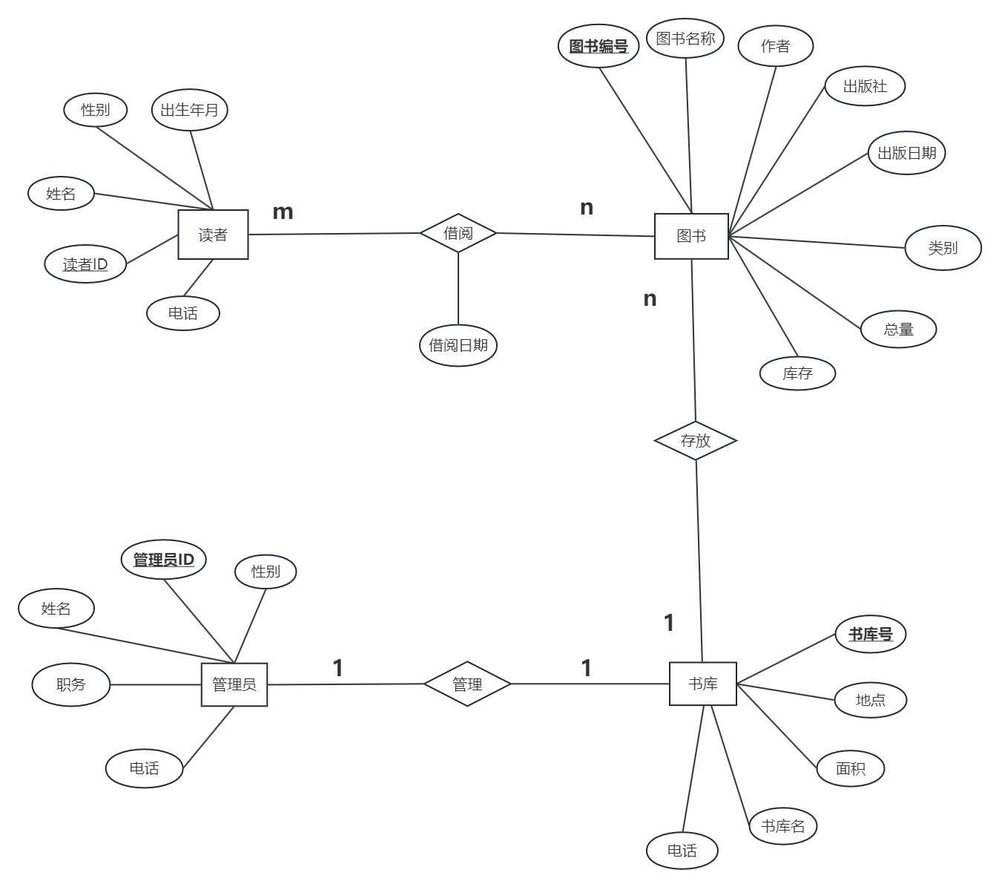 图书编号
图书名称
作者
出版社
性别
出生年月
出版日期
姓名
m
n
读者
借阅
图书
类别
读者ID
n
电话
总量
借阅日期
库存
存放
管理员ID
性别
姓名
1
书库号
1
1
职务
管理员
管理
书库
地点
电话
面积
书库名
电话